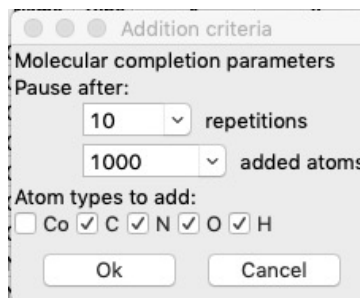 Addition criteria
Molecular completion parameters
Pause after:
10 repetitions
1000 added atoms
Atom types to add:
Co C N O H
Ok Cancel